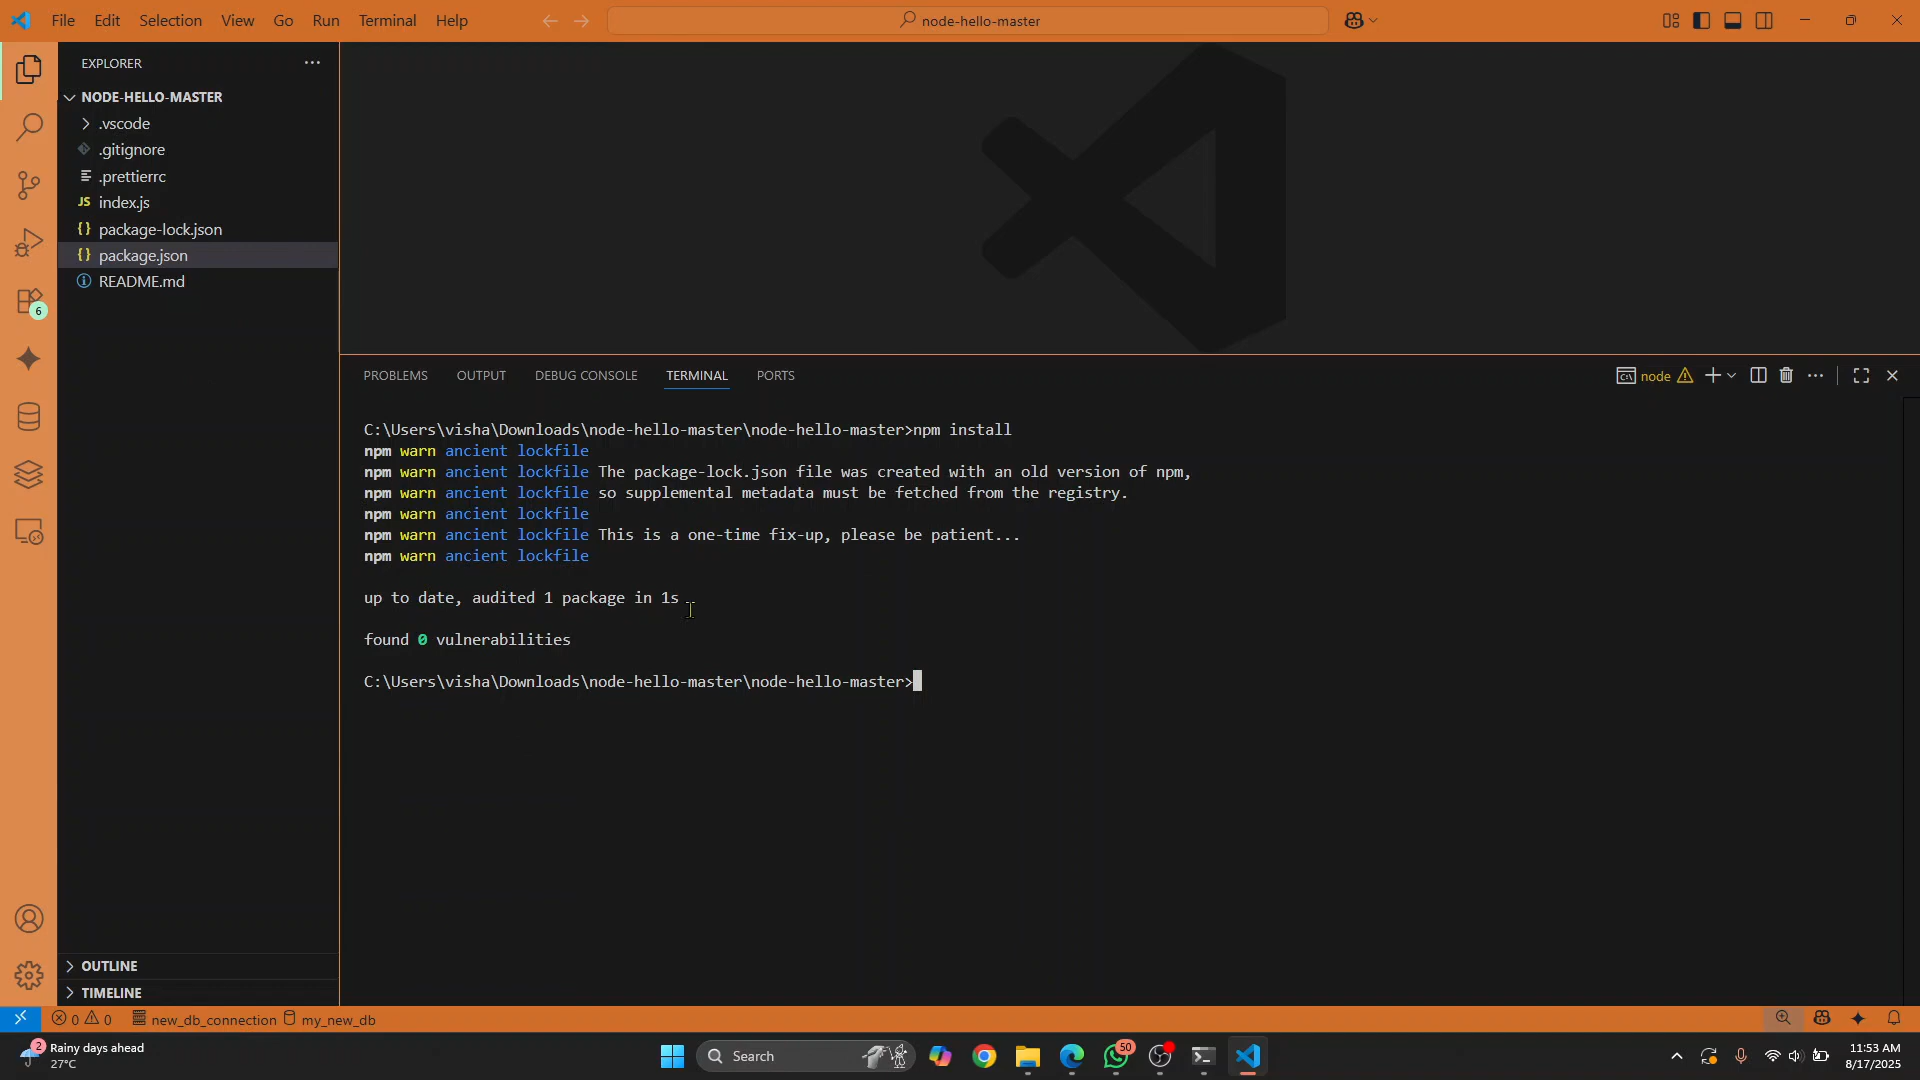 File Edit Selection View Go Run Terminal Help
node-hello-master
EXPLORER
NODE-HELLO-MASTER
.vscode
.gitignore
.prettierrc
JS index.js
{} package-lock.json
{} package.json
README.md
6
OUTLINE
TIMELINE
PROBLEMS OUTPUT DEBUG CONSOLE TERMINAL PORTS
node
C:\Users\visha\Downloads\node-hello-master\node-hello-master>npm install
npm warn ancient lockfile
npm warn ancient lockfile The package-lock.json file was created with an old version of npm,
npm warn ancient lockfile so supplemental metadata must be fetched from the registry.
npm warn ancient lockfile
npm warn ancient lockfile This is a one-time fix-up, please be patient...
npm warn ancient lockfile
up to date, audited 1 package in 1s
found 0 vulnerabilities
C:\Users\visha\Downloads\node-hello-master\node-hello-master>
0 0 new_db_connection my_new_db
2 Rainy days ahead
27°C
Search
50
11:53 AM
8/17/2025